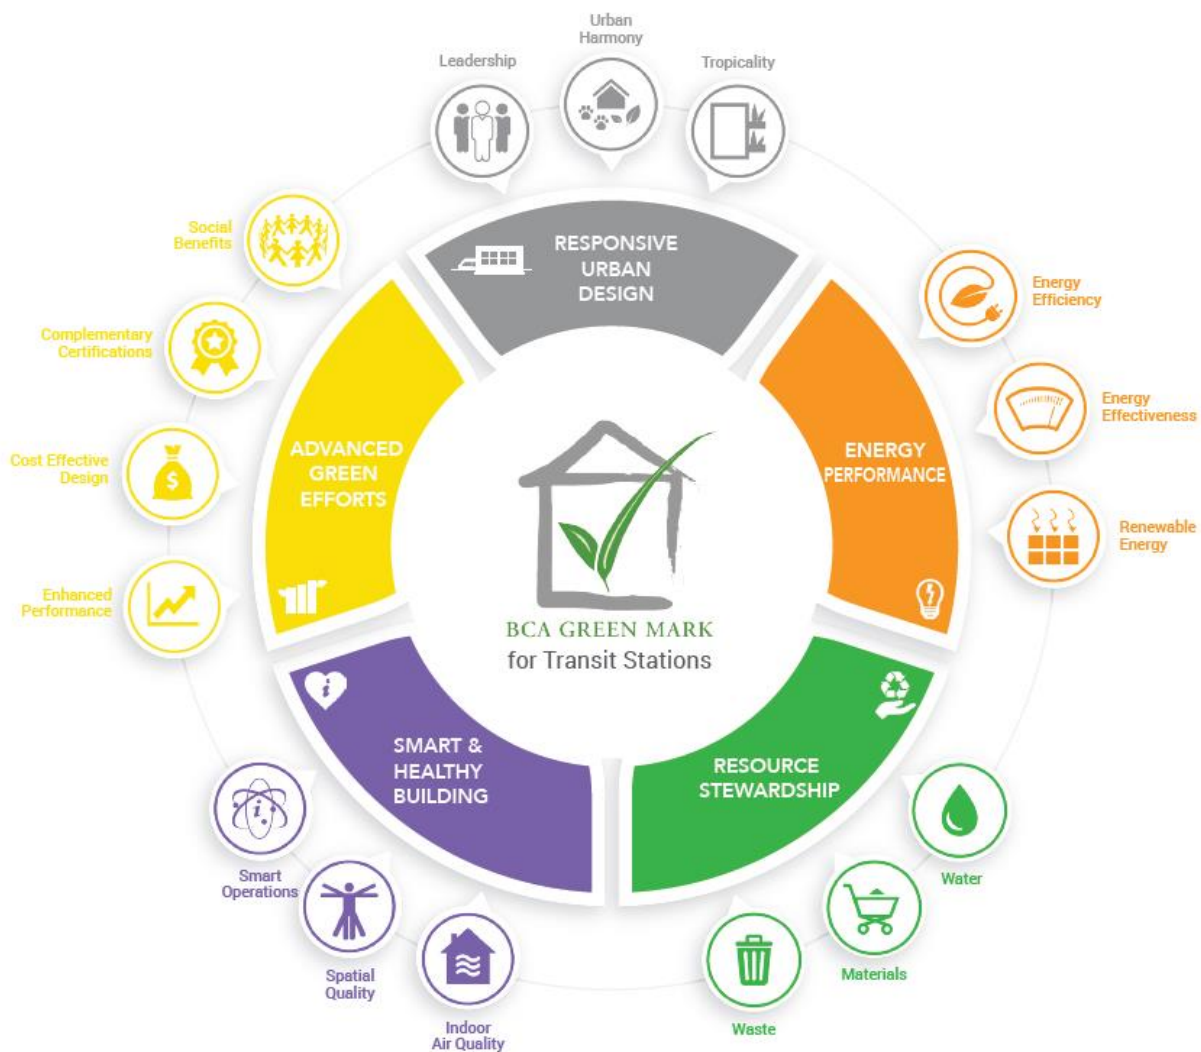 Urban
Harmony
Leadership
Tropicality
RESPONSIVE
URBAN
DESIGN
Social
Benefits
Energy
Efficiency
Complementary
Certifications
Energy
Effectiveness
ADVANCED
GREEN
EFFORTS
ENERGY
PERFORMANCE
Cost Effective
Design
$
Renewable
Energy
Enhanced
Performance
BCA GREEN MARK
for Transit Stations
i
SMART &
HEALTHY
BUILDING
RESOURCE
STEWARDSHIP
i
Smart
Operations
Water
Spatial
Quality
Materials
Indoor
Air Quality
Waste